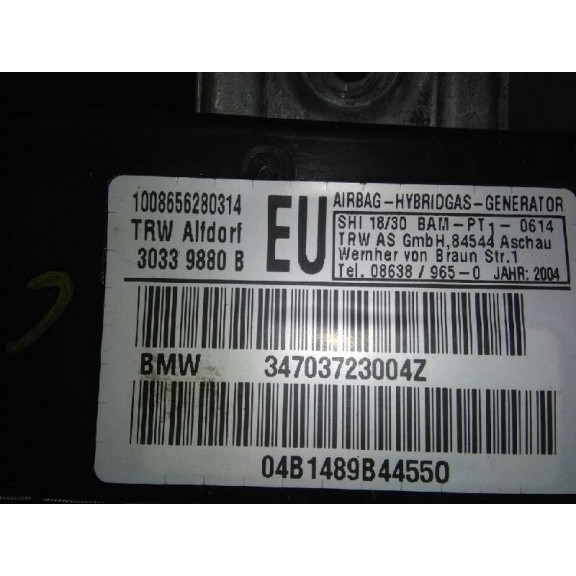 1008656280314
TRW Alfdorf
3033 9880 B
EU
AIRBAG-HYBRIDGAS-GENERATOR
SHI 18/30 BAM-PT1-0614
TRW AS GmbH,84544 Aschau
Wernher von Braun Str.1
Tel. 08638/965-0 JAHR: 2004
BMW 34703723004Z
04B1489B44550